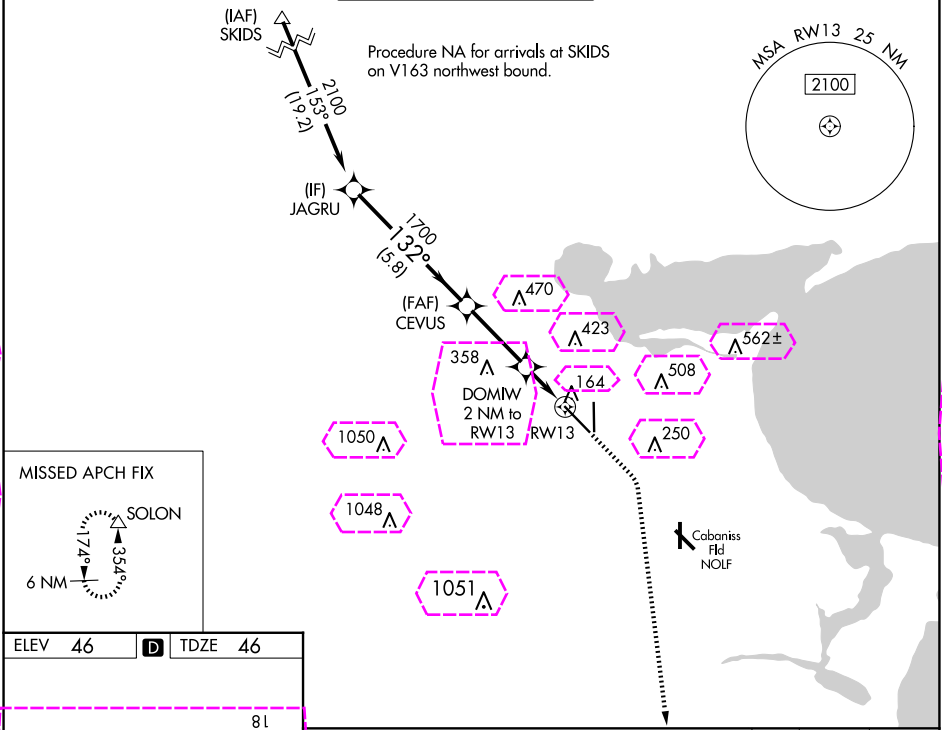 (IAF)
SKIDS
Procedure NA for arrivals at SKIDS
on V163 northwest bound.
MSA RW13 25 NM
2100
2100
153°
(19.2)
(IF)
JAGRU
1700
132°
(5.8)
(FAF)
CEVUS
470
423
562±
358
164
508
DOMIW
2 NM to
RW13
RW13
250
1050
1048
1051
MISSED APCH FIX
SOLON
174°
354°
6 NM
Cabaniss
Fld
NOLF
ELEV 46
D
TDZE 46
18